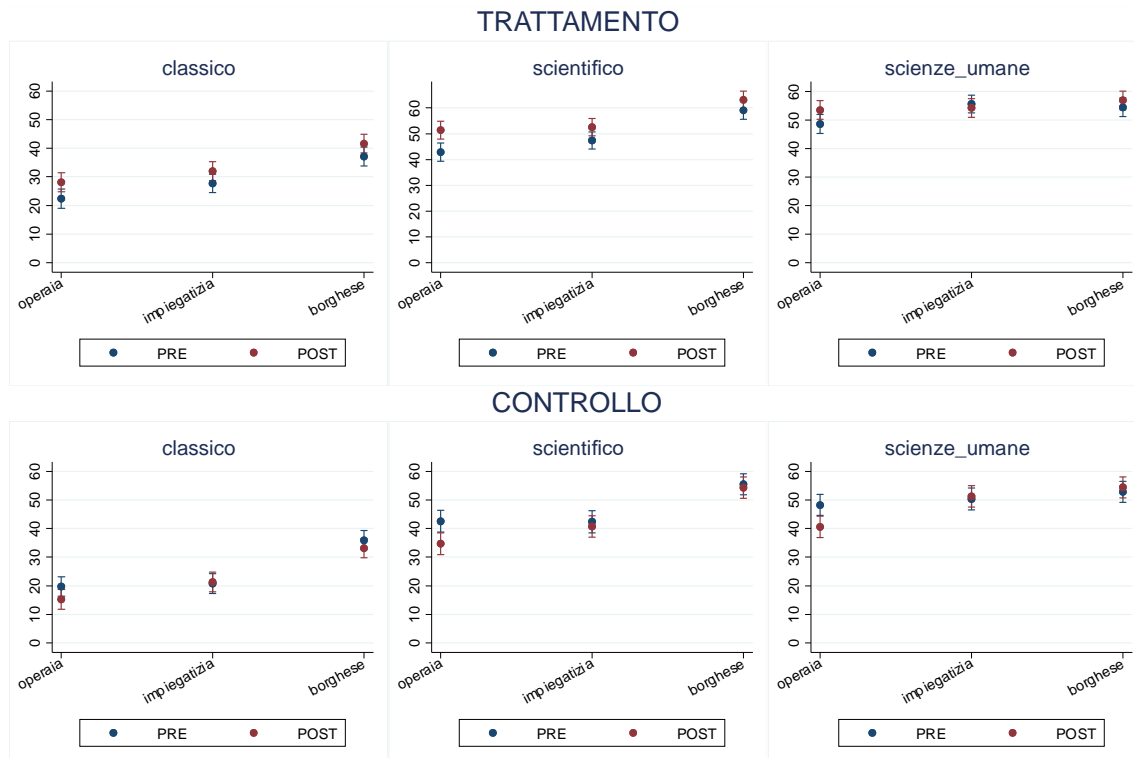 TRATTAMENTO
classico
60
50
40
30
20
10
0
operaia
impiegatizia
borghese
PRE
POST
scientifico
60
50
40
30
20
10
0
operaia
impiegatizia
borghese
PRE
POST
scienze_umane
60
50
40
30
20
10
0
operaia
impiegatizia
borghese
PRE
POST
CONTROLLO
classico
60
50
40
30
20
10
0
operaia
impiegatizia
borghese
PRE
POST
scientifico
60
50
40
30
20
10
0
operaia
impiegatizia
borghese
PRE
POST
scienze_umane
60
50
40
30
20
10
0
operaia
impiegatizia
borghese
PRE
POST